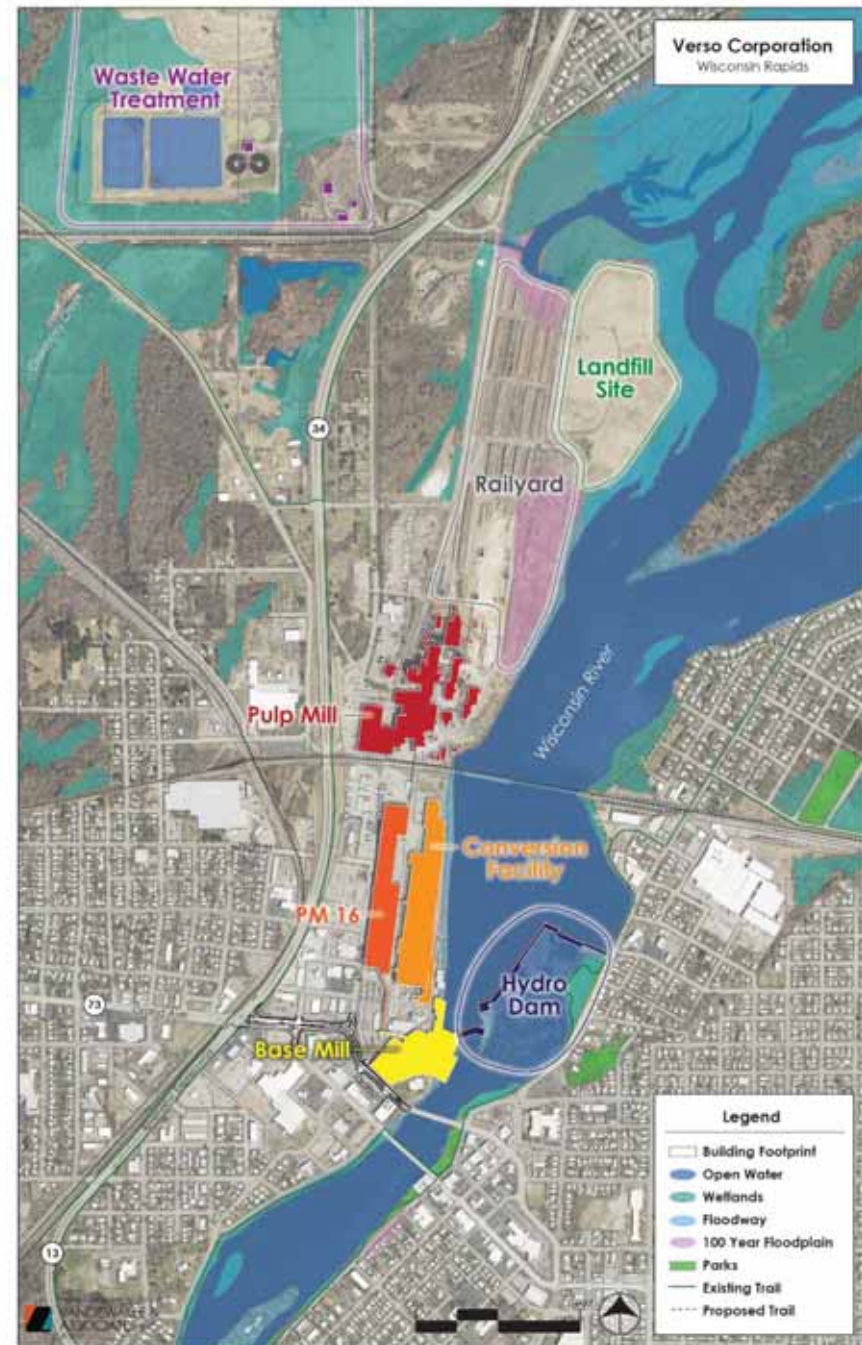 Verso Corporation
Wisconsin Rapids
Waste Water
Treatment
34
Landfill
Site
Railyard
Wisconsin River
Pulp Mill
Conversion
Facility
PM 16
Hydro
Dam
73
Base Mill
13
Legend
Building Footprint
Open Water
Wetlands
Floodway
100 Year Floodplain
Parks
Existing Trail
Proposed Trail
VANDEWALLE &
ASSOCIATES